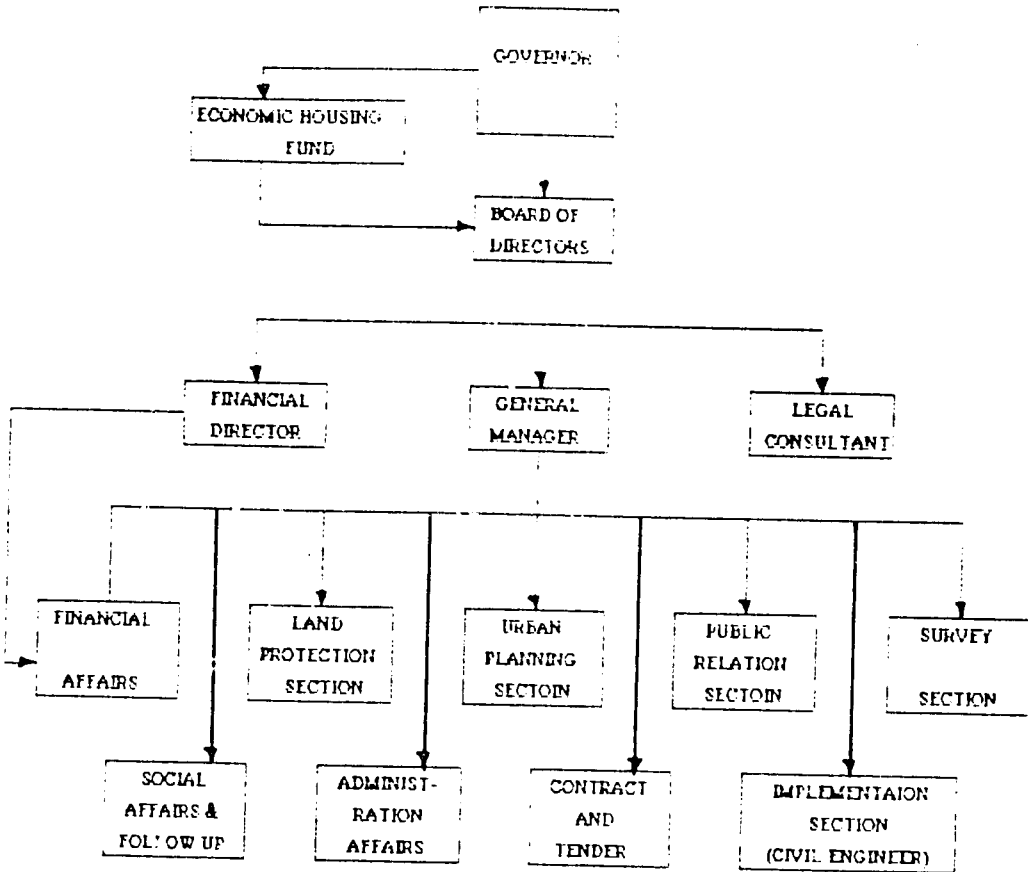 GOVERNOR
ECONOMIC HOUSING
FUND
BOARD OF
DIRECTORS
FINANCIAL
DIRECTOR
GENERAL
MANAGER
LEGAL
CONSULTANT
FINANCIAL
AFFAIRS
LAND
PROTECTION
SECTION
URBAN
PLANNING
SECTOIN
PUBLIC
RELATION
SECTOIN
SURVEY
SECTION
SOCIAL
AFFAIRS &
FOLLOW UP
ADMINIST-
RATION
AFFAIRS
CONTRACT
AND
TENDER
IMPLEMENTAION
SECTION
(CIVIL ENGINEER)